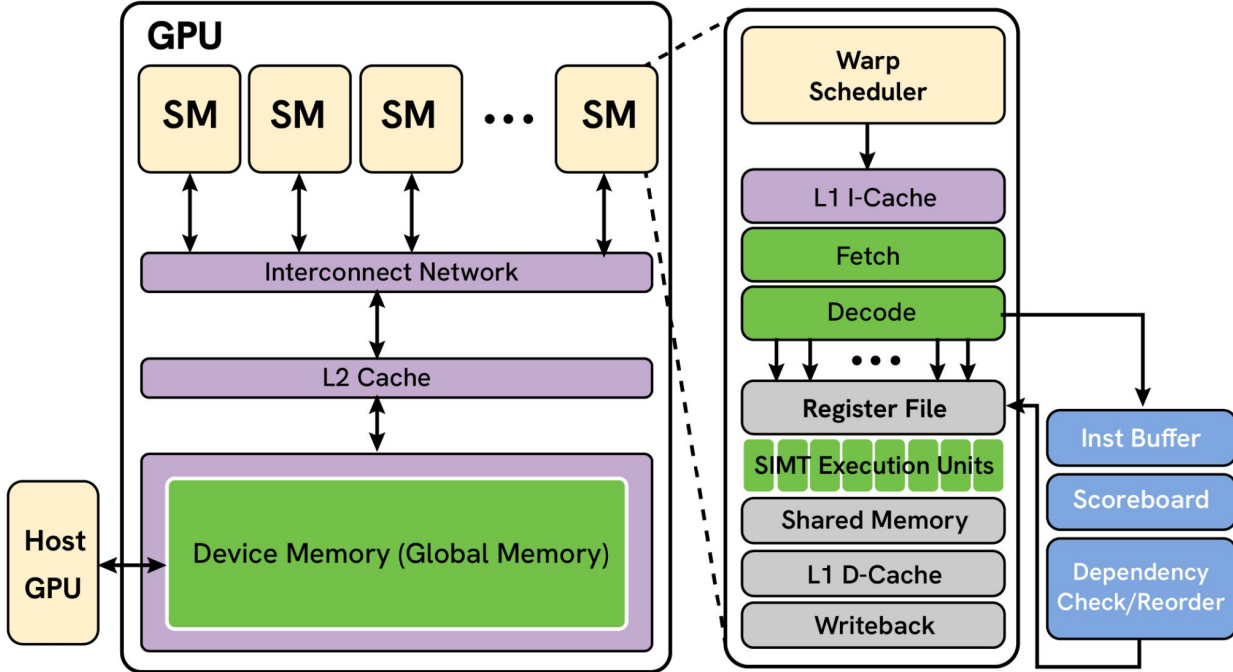 GPU
SM
SM
SM
SM
Interconnect Network
L2 Cache
Device Memory (Global Memory)
Host
GPU
Warp
Scheduler
L1 I-Cache
Fetch
Decode
Register File
SIMT Execution Units
Shared Memory
L1 D-Cache
Writeback
Inst Buffer
Scoreboard
Dependency
Check/Reorder